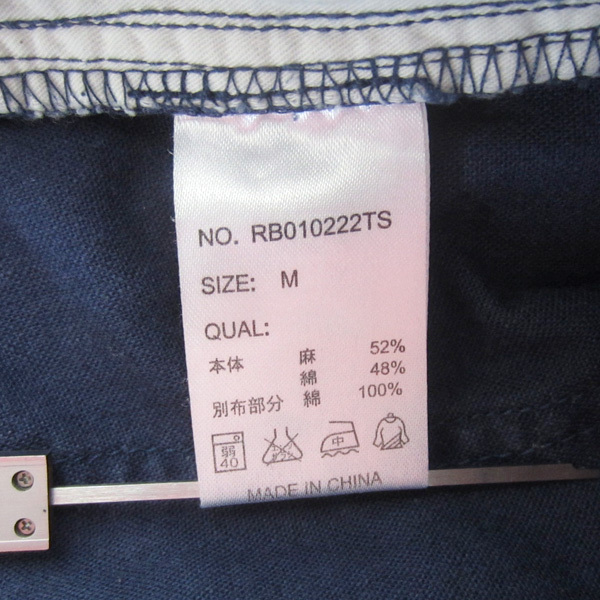 NO. RB010222TS
SIZE: M
QUAL:
本体 麻 52%
綿 48%
別布部分 綿 100%
弱 40 中
MADE IN CHINA